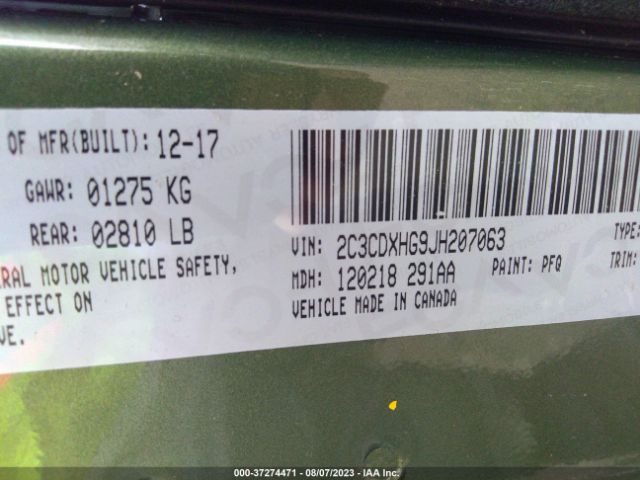 OF MFR(BUILT): 12-17
GAWR: 01275 KG
REAR: 02810 LB
RAL MOTOR VEHICLE SAFETY,
EFFECT ON
VE.
VIN: 2C3CDXHG9JH207063 TYPE:
MDH: 120218 291AA PAINT: PFQ TRIM:
VEHICLE MADE IN CANADA
000-37274471 - 08/07/2023 - IAA Inc.